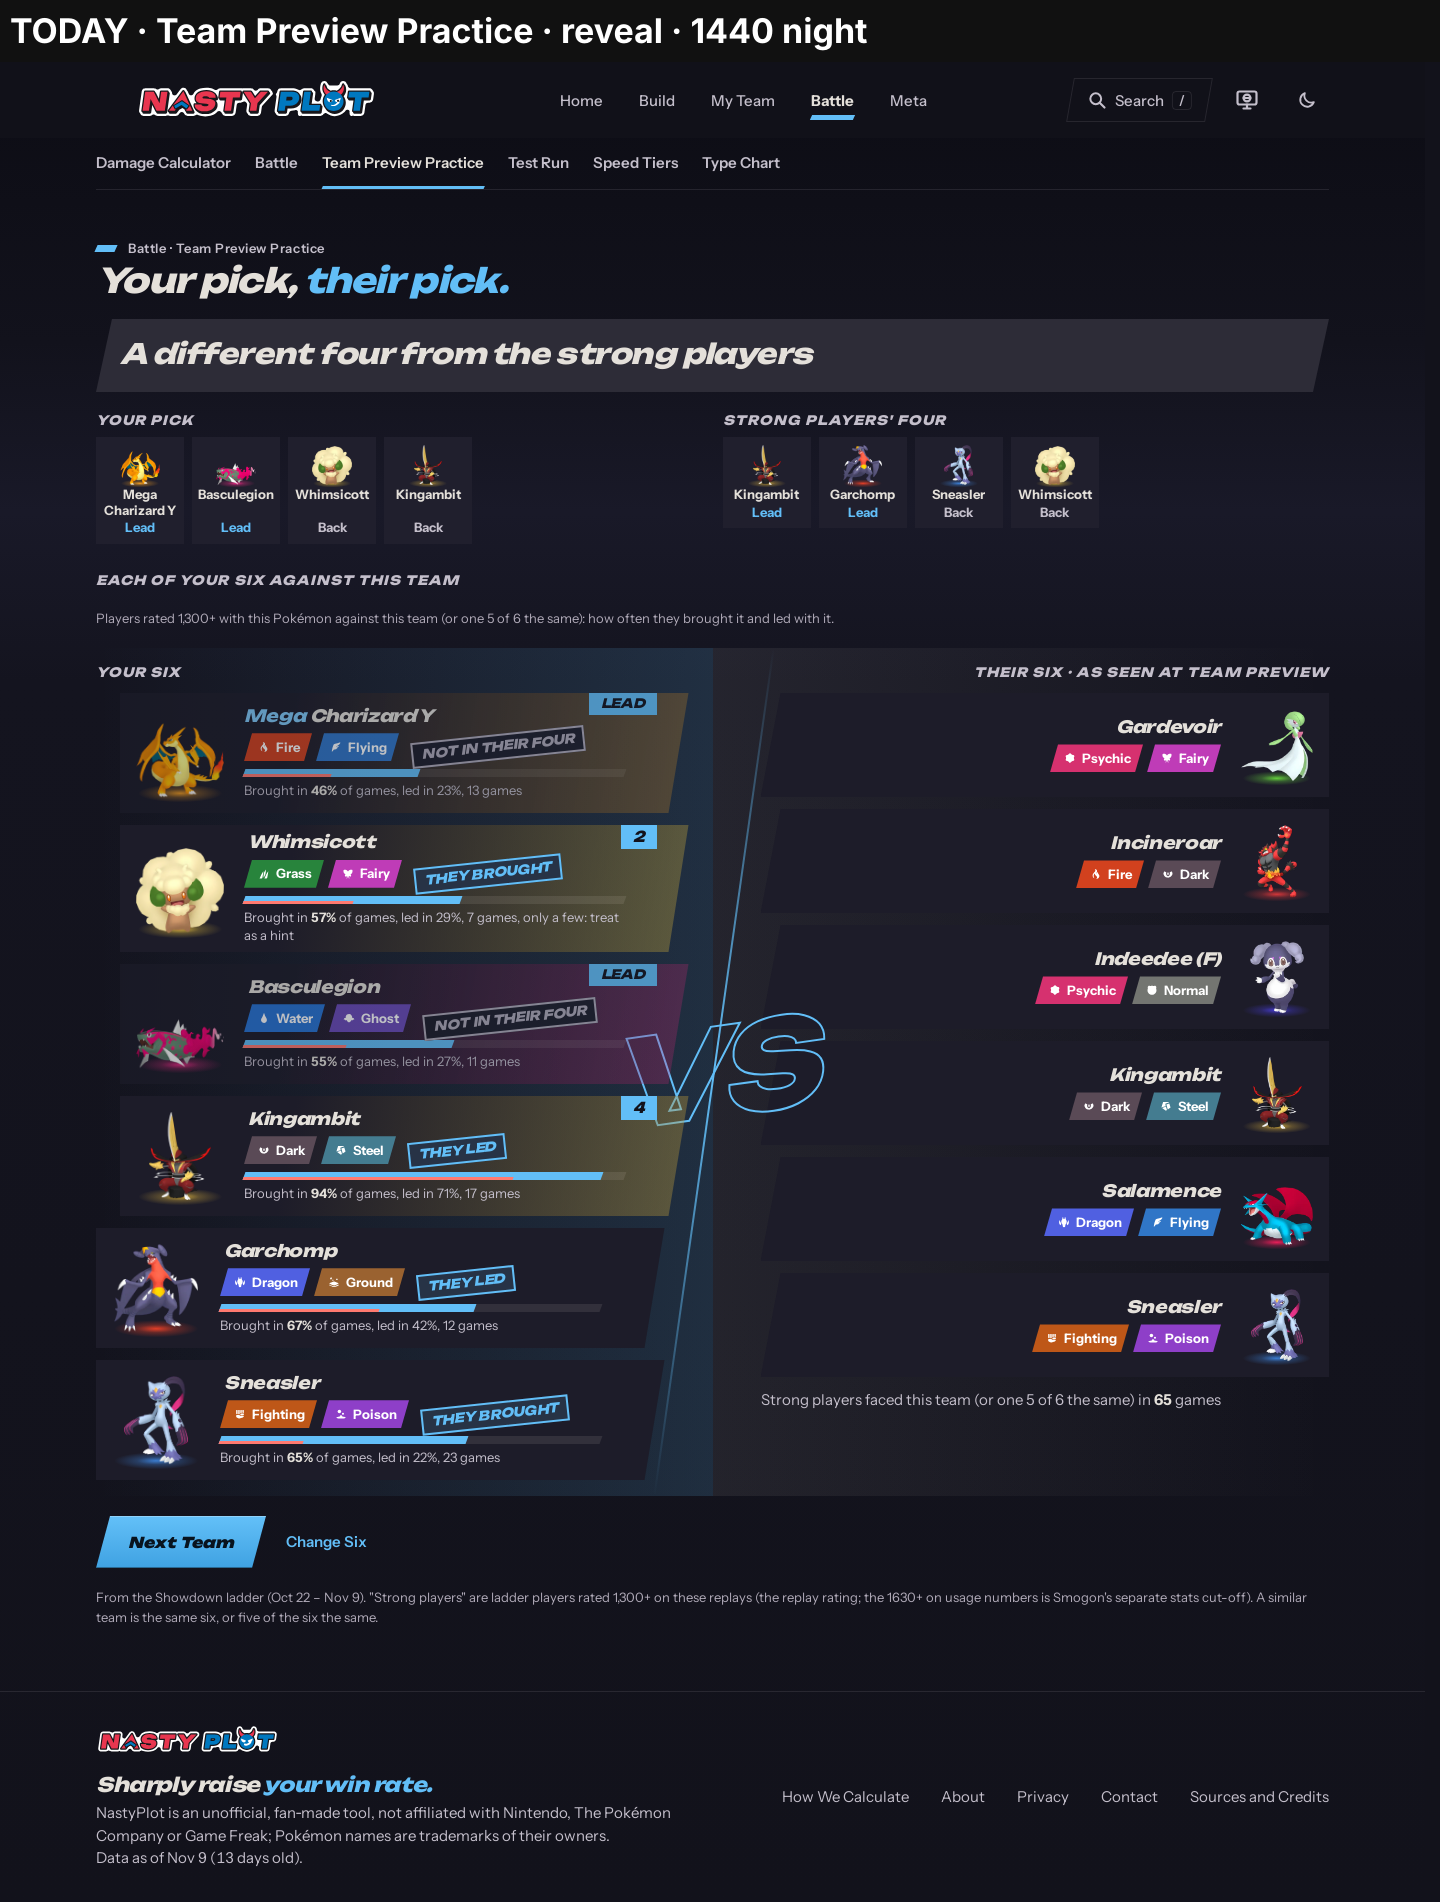 TODAY · Team Preview Practice · reveal · 1440 night
NASTY PLOT
Home
Build
My Team
Battle
Meta
Search /
Damage Calculator
Battle
Team Preview Practice
Test Run
Speed Tiers
Type Chart
Battle · Team Preview Practice
Your pick, their pick.
A different four from the strong players
YOUR PICK
Mega
Charizard Y
Lead
Basculegion
Lead
Whimsicott
Back
Kingambit
Back
STRONG PLAYERS' FOUR
Kingambit
Lead
Garchomp
Lead
Sneasler
Back
Whimsicott
Back
EACH OF YOUR SIX AGAINST THIS TEAM
Players rated 1,300+ with this Pokémon against this team (or one 5 of 6 the same): how often they brought it and led with it.
YOUR SIX
LEAD
Mega Charizard Y
Fire
Flying
NOT IN THEIR FOUR
Brought in 46% of games, led in 23%, 13 games
2
Whimsicott
Grass
Fairy
THEY BROUGHT
Brought in 57% of games, led in 29%, 7 games, only a few: treat
as a hint
LEAD
Basculegion
Water
Ghost
NOT IN THEIR FOUR
Brought in 55% of games, led in 27%, 11 games
4
Kingambit
Dark
Steel
THEY LED
Brought in 94% of games, led in 71%, 17 games
Garchomp
Dragon
Ground
THEY LED
Brought in 67% of games, led in 42%, 12 games
Sneasler
Fighting
Poison
THEY BROUGHT
Brought in 65% of games, led in 22%, 23 games
VS
THEIR SIX · AS SEEN AT TEAM PREVIEW
Gardevoir
Psychic
Fairy
Incineroar
Fire
Dark
Indeedee (F)
Psychic
Normal
Kingambit
Dark
Steel
Salamence
Dragon
Flying
Sneasler
Fighting
Poison
Strong players faced this team (or one 5 of 6 the same) in 65 games
Next Team
Change Six
From the Showdown ladder (Oct 22 – Nov 9). "Strong players" are ladder players rated 1,300+ on these replays (the replay rating; the 1630+ on usage numbers is Smogon's separate stats cut-off). A similar
team is the same six, or five of the six the same.
NASTY PLOT
Sharply raise your win rate.
NastyPlot is an unofficial, fan-made tool, not affiliated with Nintendo, The Pokémon
Company or Game Freak; Pokémon names are trademarks of their owners.
Data as of Nov 9 (13 days old).
How We Calculate
About
Privacy
Contact
Sources and Credits